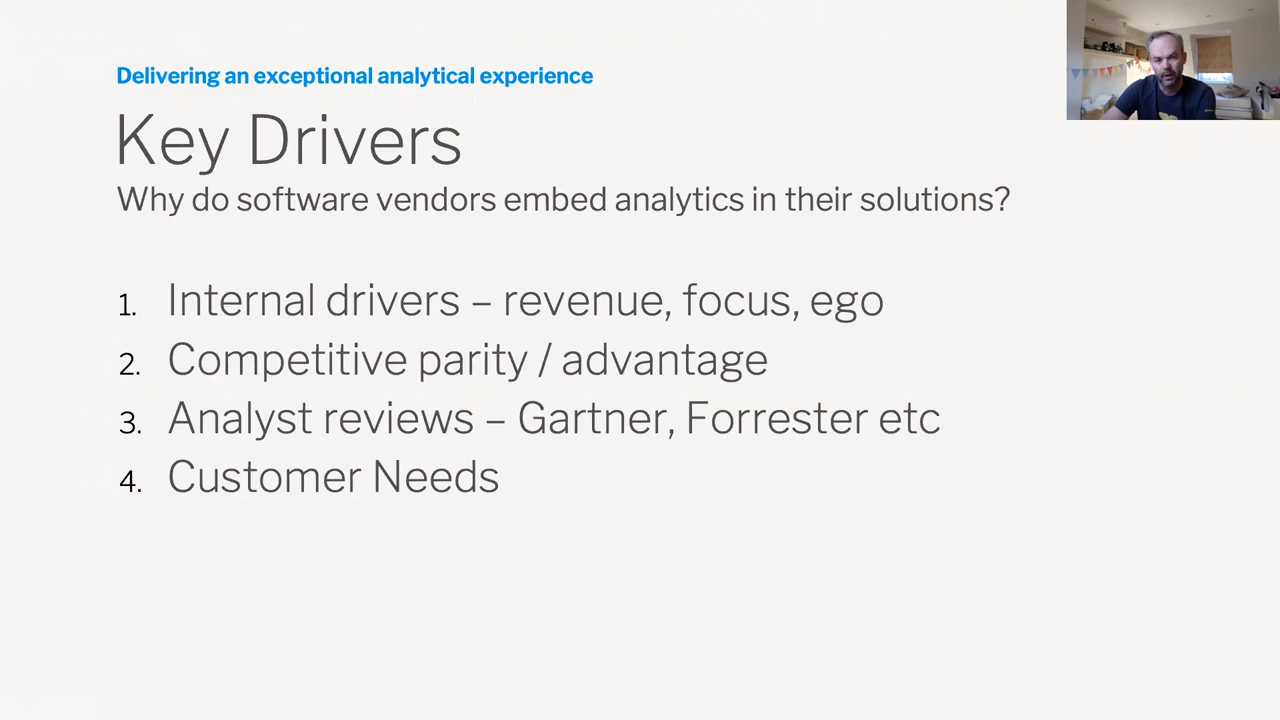 Delivering an exceptional analytical experience
Key Drivers
Why do software vendors embed analytics in their solutions?
1. Internal drivers – revenue, focus, ego
2. Competitive parity / advantage
3. Analyst reviews – Gartner, Forrester etc
4. Customer Needs